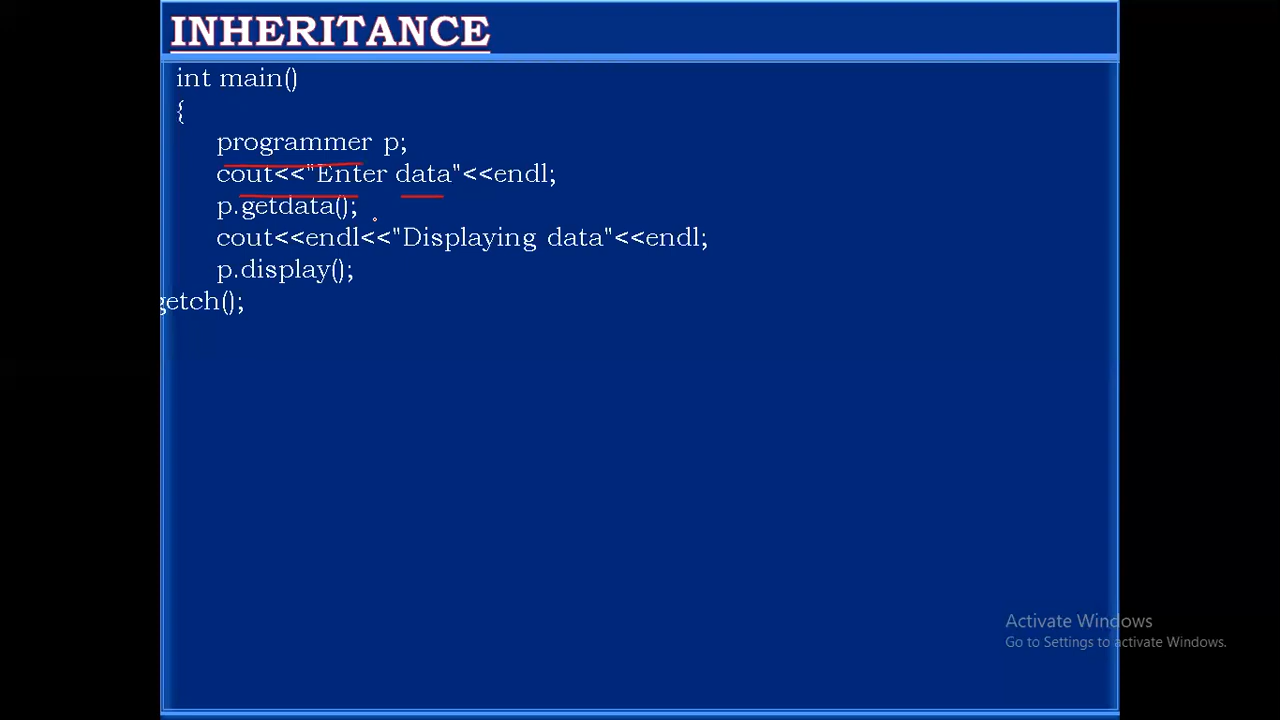 INHERITANCE
int main()
{
programmer p;
cout<<"Enter data"<<endl;
p.getdata();
cout<<endl<<"Displaying data"<<endl;
p.display();
getch();
Activate Windows
Go to Settings to activate Windows.